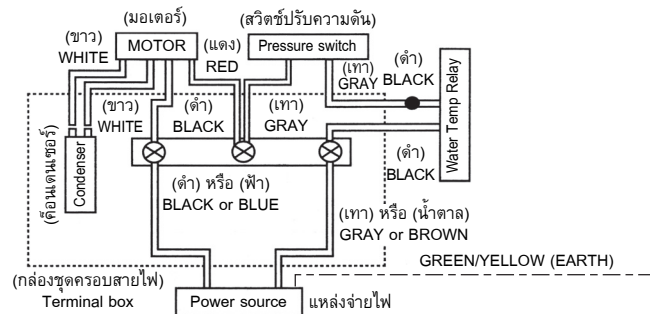 (มอเตอร์)
MOTOR
(สวิตช์ปรับความดัน)
Pressure switch
(ขาว)
WHITE
(แดง)
RED
(เทา)
GRAY
(ดำ)
BLACK
Water Temp Relay
(ขาว)
WHITE
(ดำ)
BLACK
(เทา)
GRAY
(ค็อนเดนเซอร์)
Condenser
(ดำ)
BLACK
(ดำ) หรือ (ฟ้า)
BLACK or BLUE
(เทา) หรือ (น้ำตาล)
GRAY or BROWN
GREEN/YELLOW (EARTH)
(กล่องชุดครอบสายไฟ)
Terminal box
Power source
แหล่งจ่ายไฟ